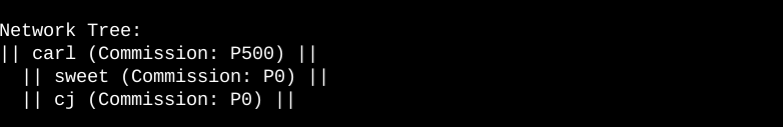 Network Tree:
|| carl (Commission: P500) ||
|| sweet (Commission: P0) ||
|| cj (Commission: P0) ||